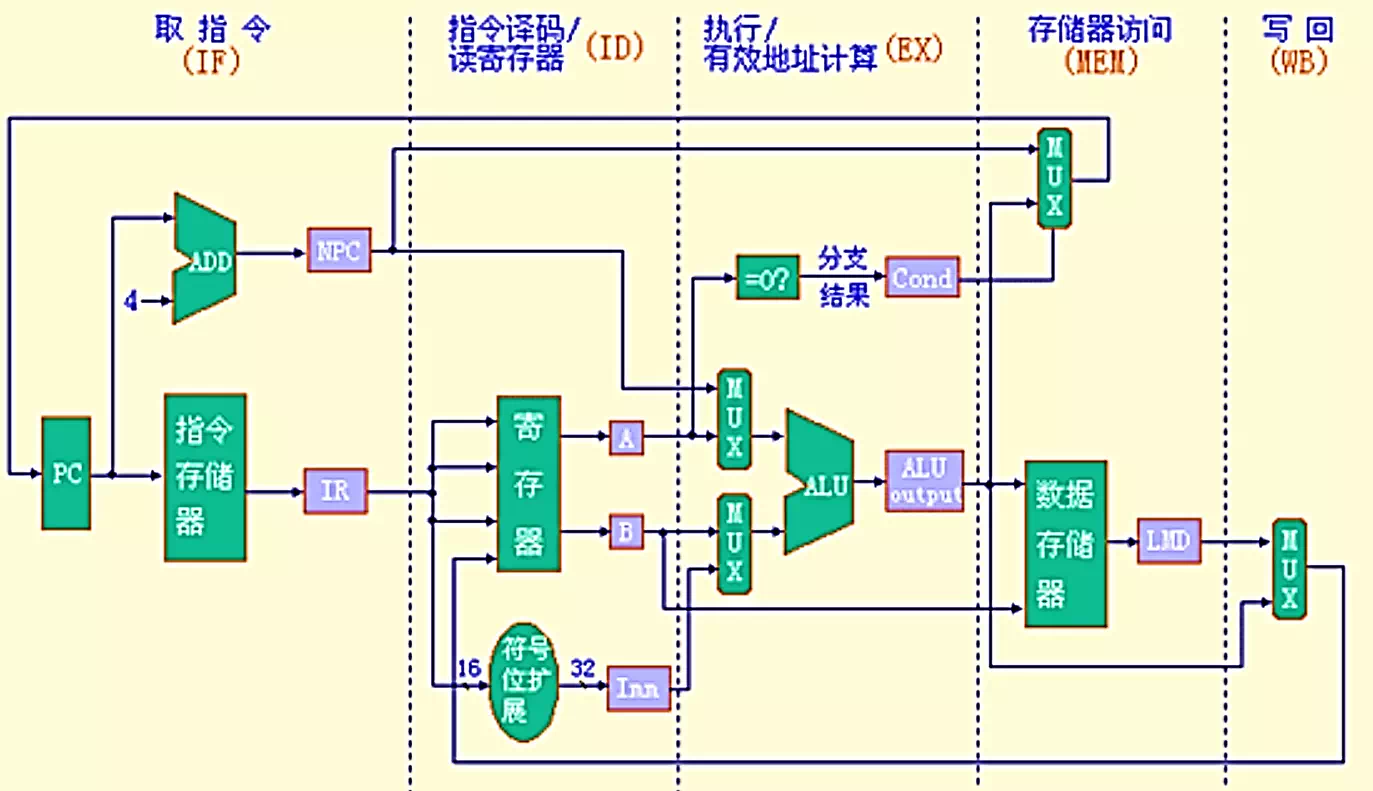 取 指 令
(IF)
指令译码/
读寄存器
(ID)
执行/
有效地址计算
(EX)
存储器访问
(MEM)
写 回
(WB)
MUX
ADD
NPC
4
=0?
分支
结果
Cond
MUX
PC
指令
存储
器
IR
寄
存
器
A
B
MUX
ALU
ALU
output
数据
存储
器
LMD
MUX
16
符号
位扩
展
32
Inn